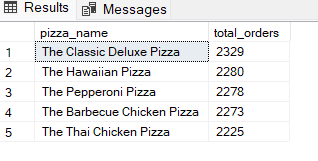 Results Messages
pizza_name total_orders
1 The Classic Deluxe Pizza 2329
2 The Hawaiian Pizza 2280
3 The Pepperoni Pizza 2278
4 The Barbecue Chicken Pizza 2273
5 The Thai Chicken Pizza 2225